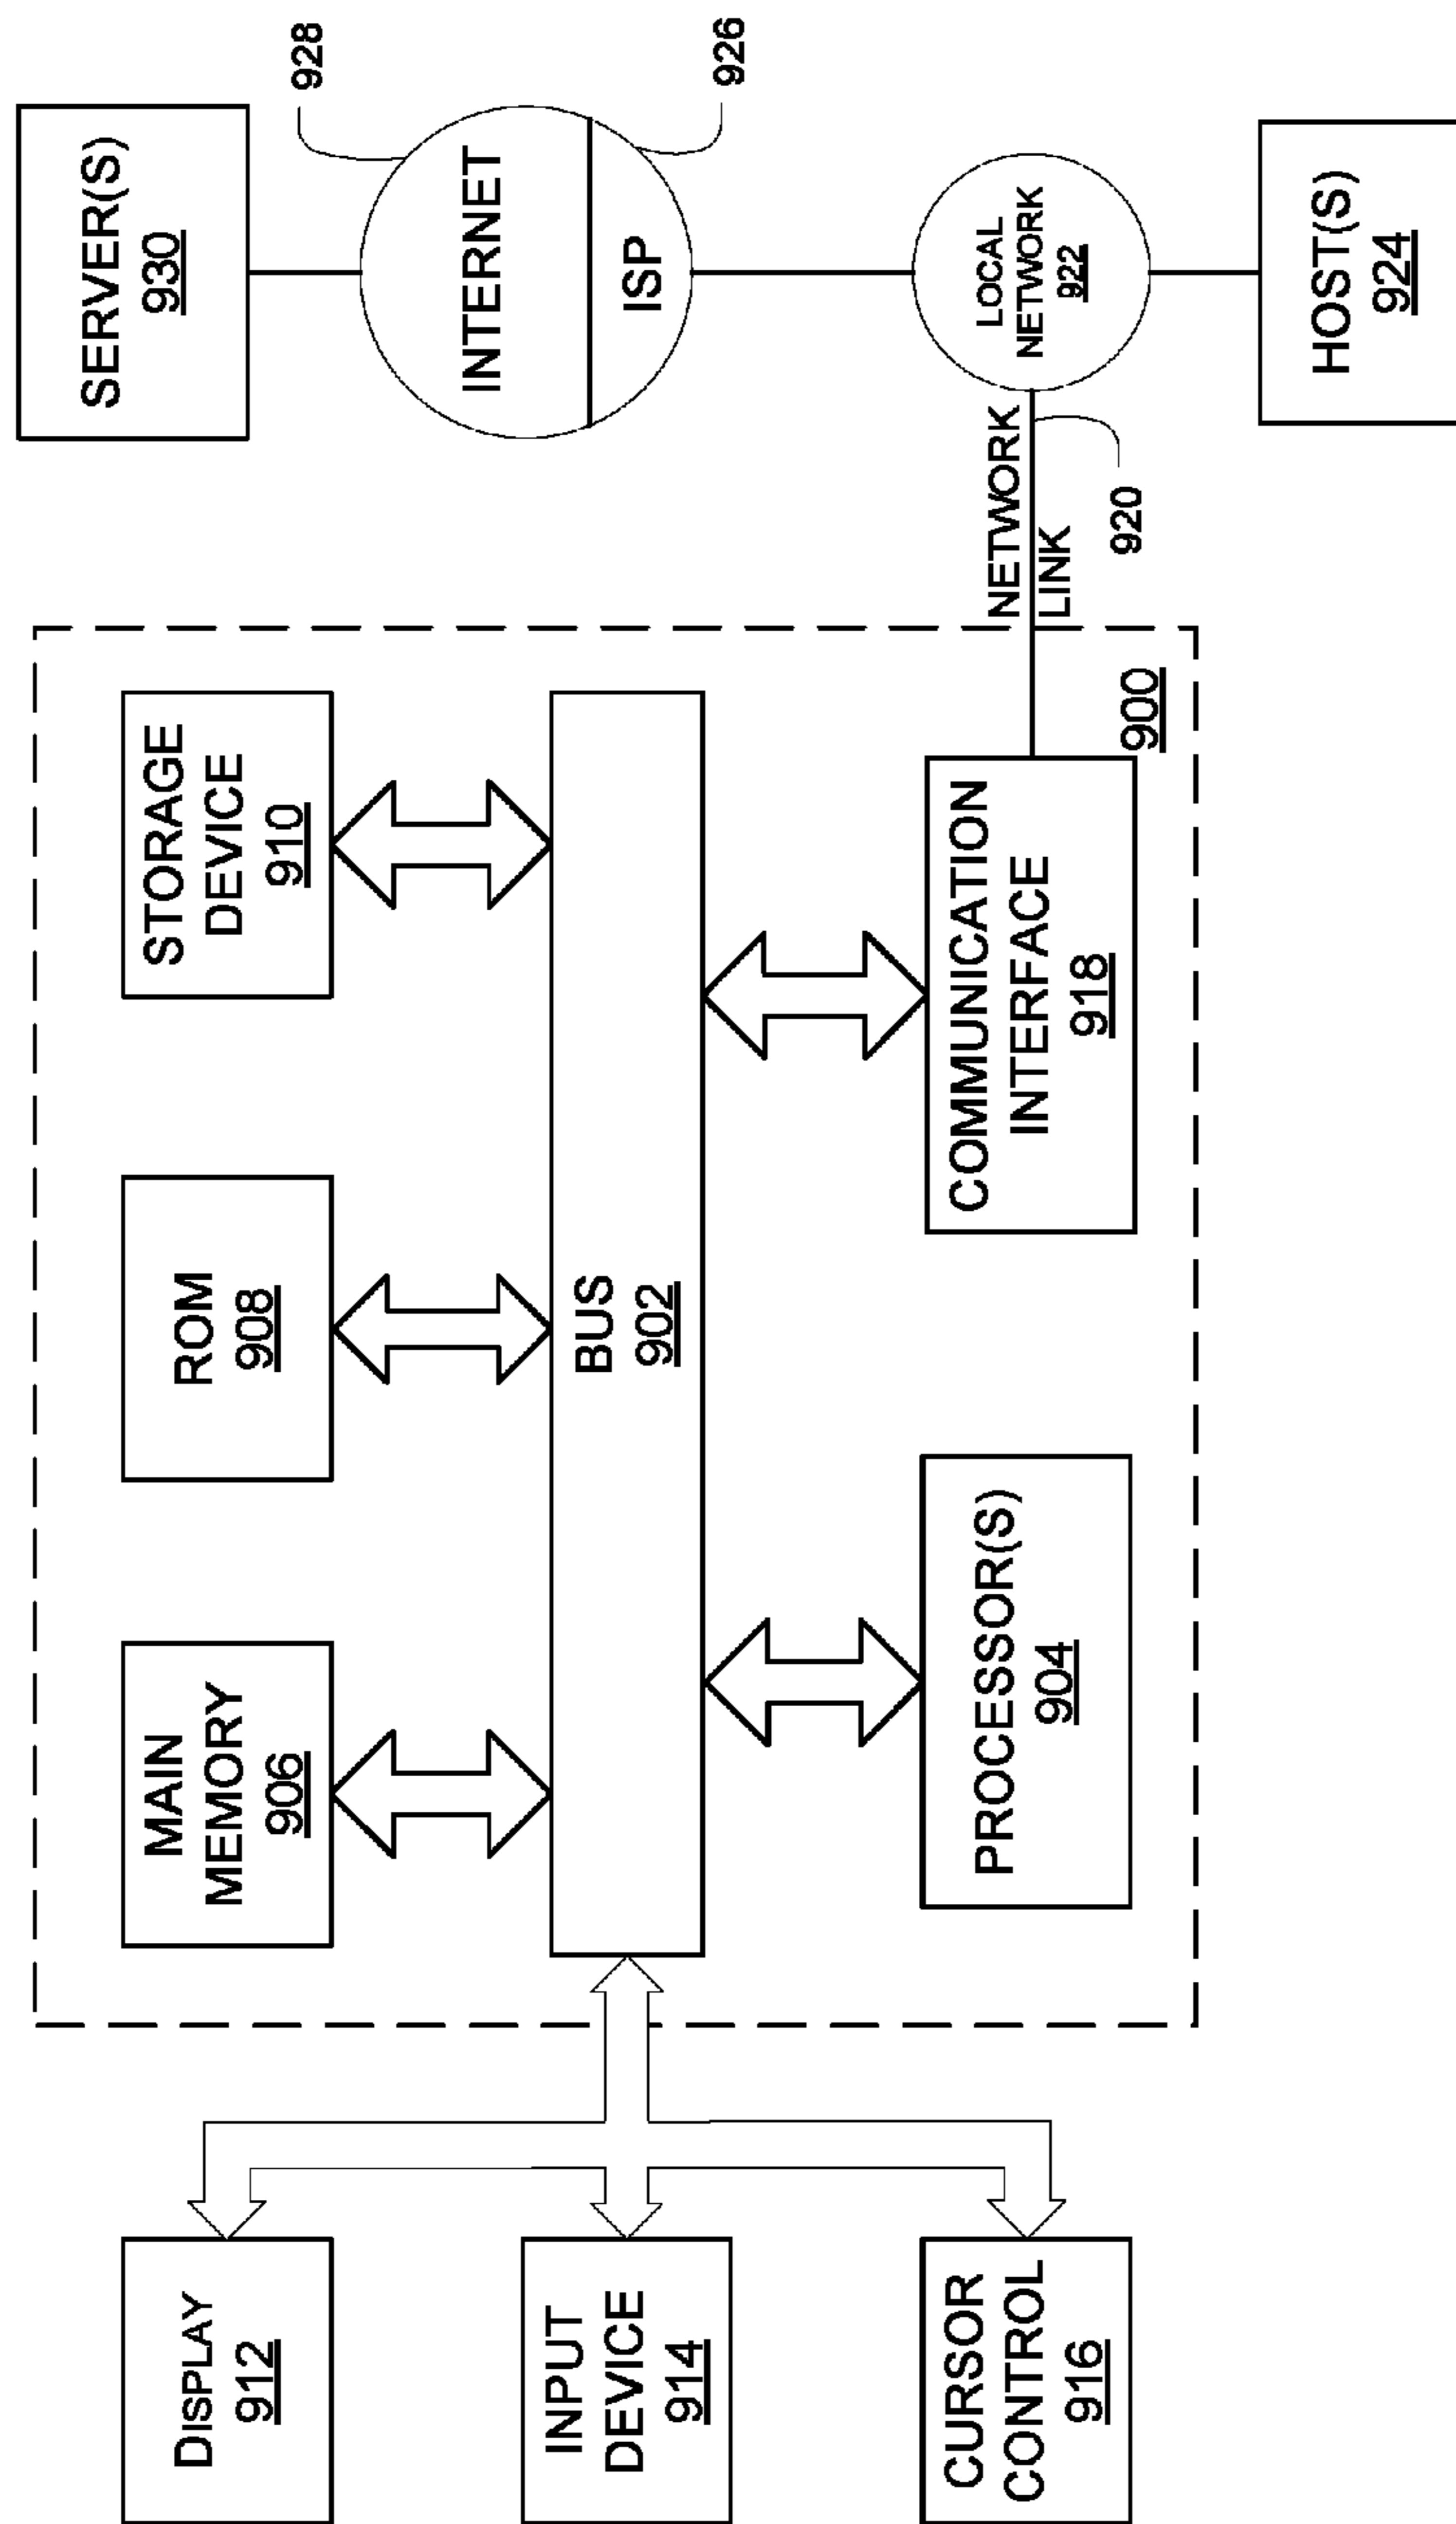 DISPLAY
912
INPUT
DEVICE
914
CURSOR
CONTROL
916
MAIN
MEMORY
906
ROM
908
STORAGE
DEVICE
910
BUS
902
PROCESSOR(S)
904
COMMUNICATION
INTERFACE
918
900
NETWORK
LINK
920
SERVER(S)
930
928
INTERNET
ISP
926
LOCAL
NETWORK
922
HOST(S)
924